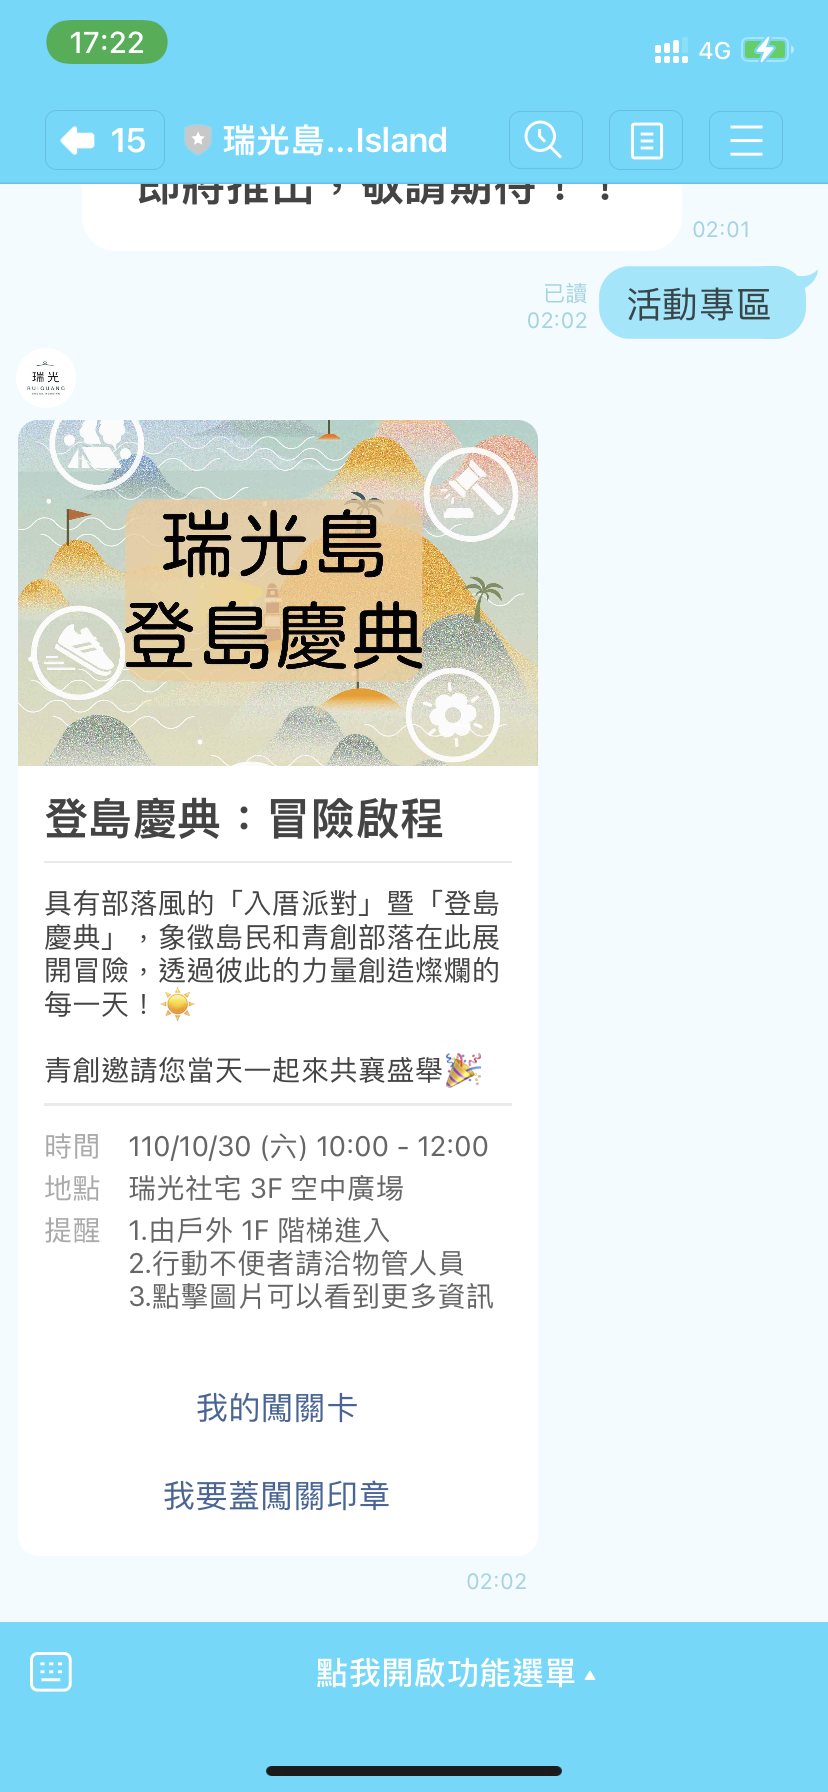 17:22
4G
15
瑞光島...Island
即將推出，敬請期待！！
02:01
已讀
02:02
活動專區
瑞光
RUIGUANG
瑞光島
登島慶典
登島慶典：冒險啟程
具有部落風的「入厝派對」暨「登島
慶典」，象徵島民和青創部落在此展
開冒險，透過彼此的力量創造燦爛的
每一天！☀️
青創邀請您當天一起來共襄盛舉🎉
時間 110/10/30 (六) 10:00 - 12:00
地點 瑞光社宅 3F 空中廣場
提醒 1.由戶外 1F 階梯進入
2.行動不便者請洽物管人員
3.點擊圖片可以看到更多資訊
我的闖關卡
我要蓋闖關印章
02:02
點我開啟功能選單▲